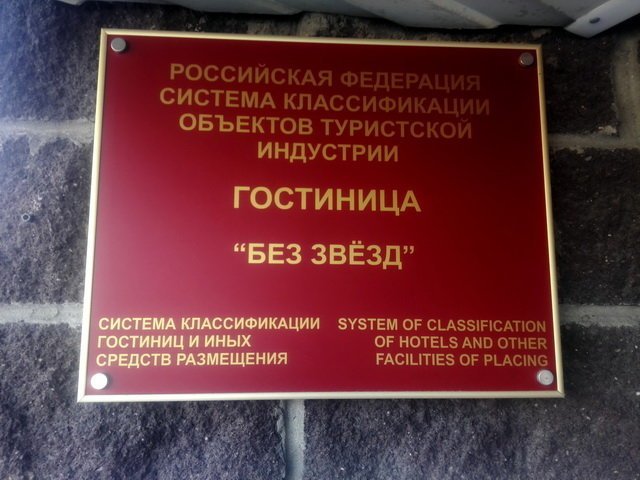 РОССИЙСКАЯ ФЕДЕРАЦИЯ
СИСТЕМА КЛАССИФИКАЦИИ
ОБЪЕКТОВ ТУРИСТСКОЙ
ИНДУСТРИИ
ГОСТИНИЦА
“БЕЗ ЗВЁЗД”
СИСТЕМА КЛАССИФИКАЦИИ
ГОСТИНИЦ И ИНЫХ
СРЕДСТВ РАЗМЕЩЕНИЯ
SYSTEM OF CLASSIFICATION
OF HOTELS AND OTHER
FACILITIES OF PLACING